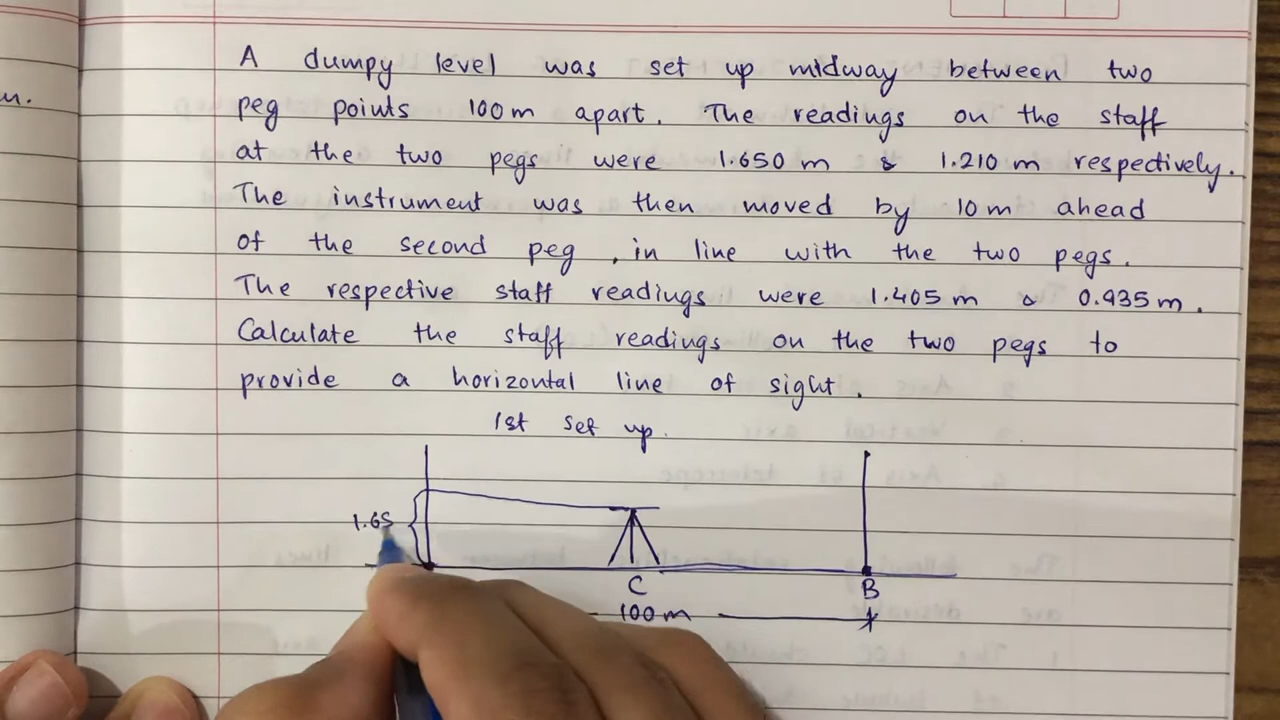 A dumpy level was set up midway between two
peg points 100m apart. The readings on the staff
at the two pegs were 1.650 m & 1.210 m respectively.
u.
The instrument was then moved by 10m ahead
of the second peg, in line with the two pegs.
The respective staff readings were 1.405 m & 0.935 m.
Calculate the staff readings on the two pegs to
provide a horizontal line of sight.
1st set up.
1.65
C
B
100m